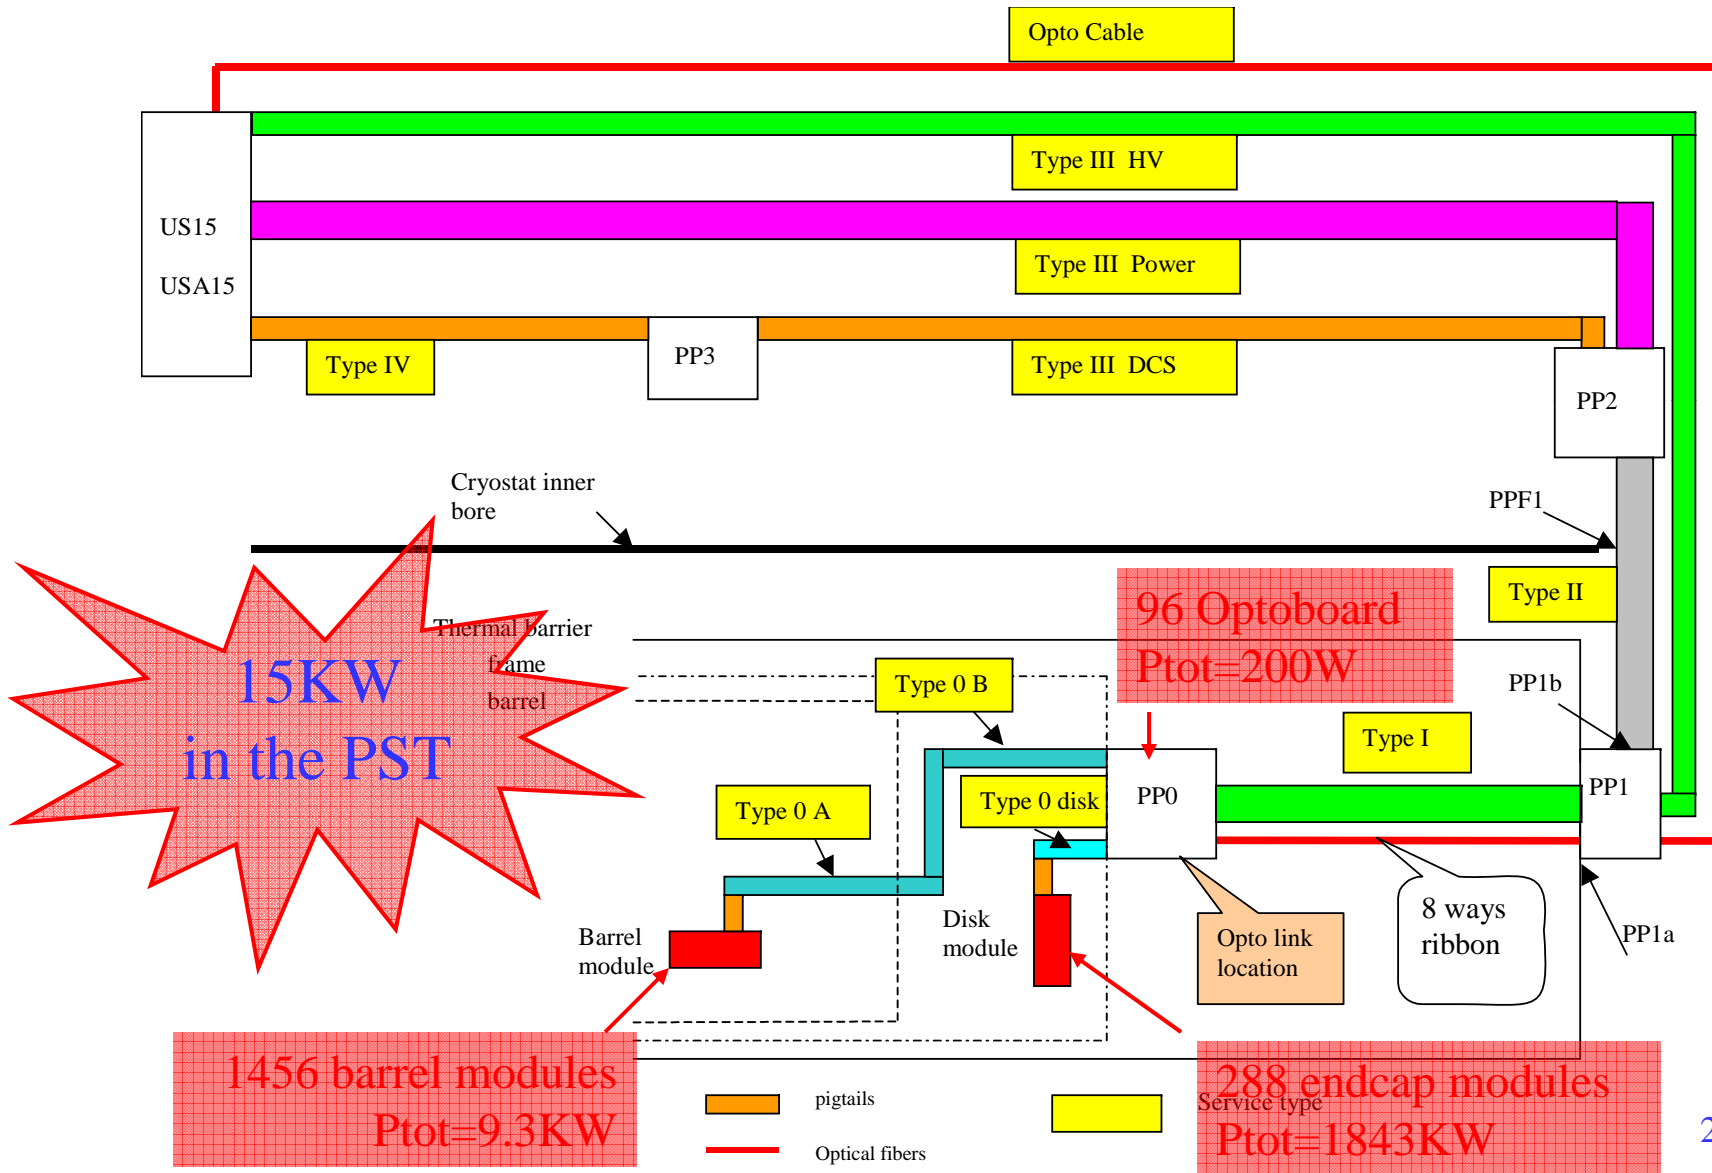 Opto Cable
Type III  HV
US15
USA15
Type III  Power
Type IV
PP3
Type III  DCS
PP2
Cryostat inner
bore
PPF1
Type II
96 Optoboard
Ptot=200W
Thermal barrier
frame
barrel
15KW
in the PST
Type 0 B
PP1b
Type I
Type 0 A
Type 0 disk
PP0
PP1
Barrel
module
Disk
module
Opto link
location
8 ways
ribbon
PP1a
1456 barrel modules
Ptot=9.3KW
288 endcap modules
Ptot=1843KW
pigtails
Service type
Optical fibers
2